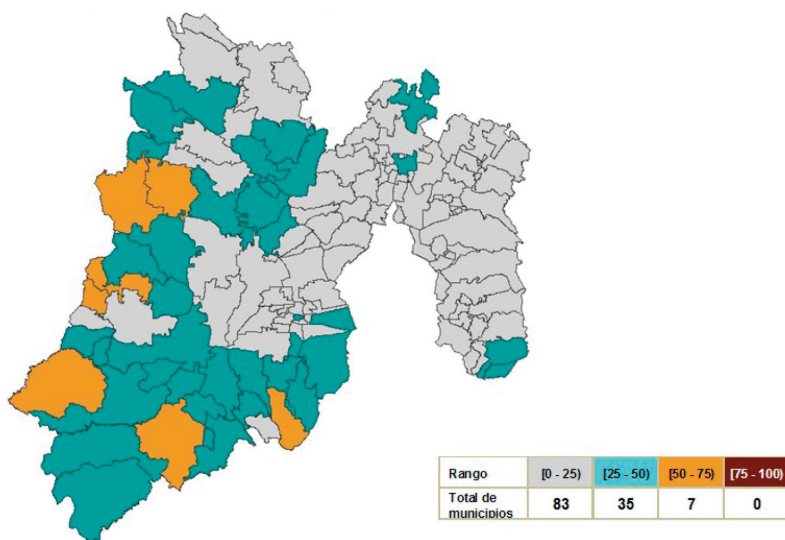 Rango [0 - 25) [25 - 50) [50 - 75) [75 - 100)
Total de municipios 83 35 7 0